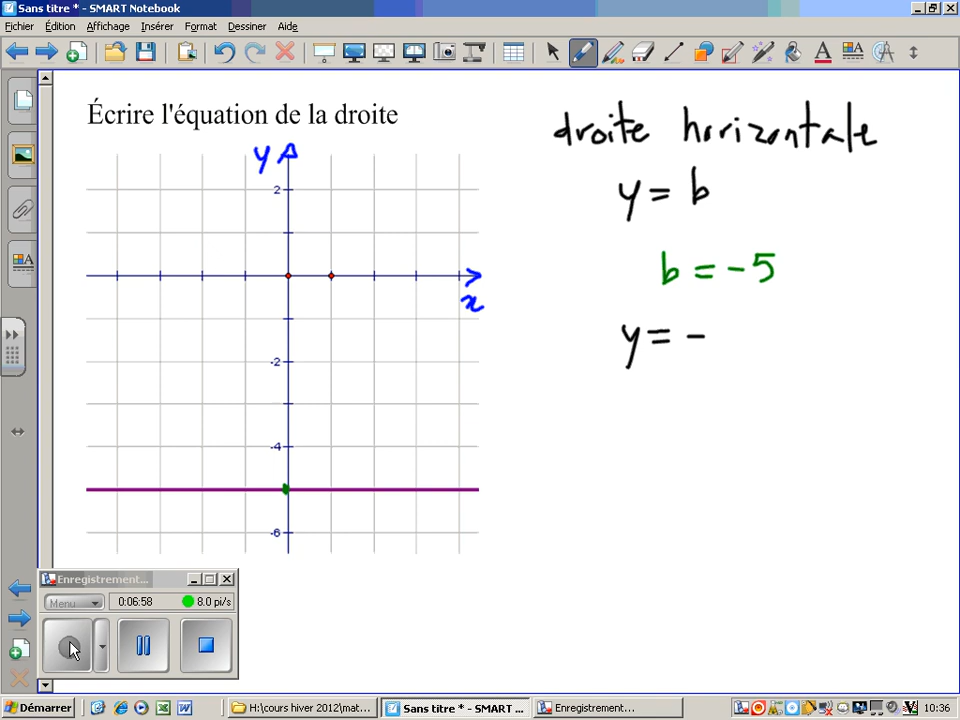 Sans titre * - SMART Notebook
Fichier Édition Affichage Insérer Format Dessiner Aide
Écrire l'équation de la droite
droite horizontale
y = b
b = -5
y = -
y
2
x
-2
-4
-6
Enregistrement...
Menu 0:06:58 8.0 pi/s
Démarrer H:\cours hiver 2012\mat... Sans titre * - SMART ... Enregistrement... 10:36